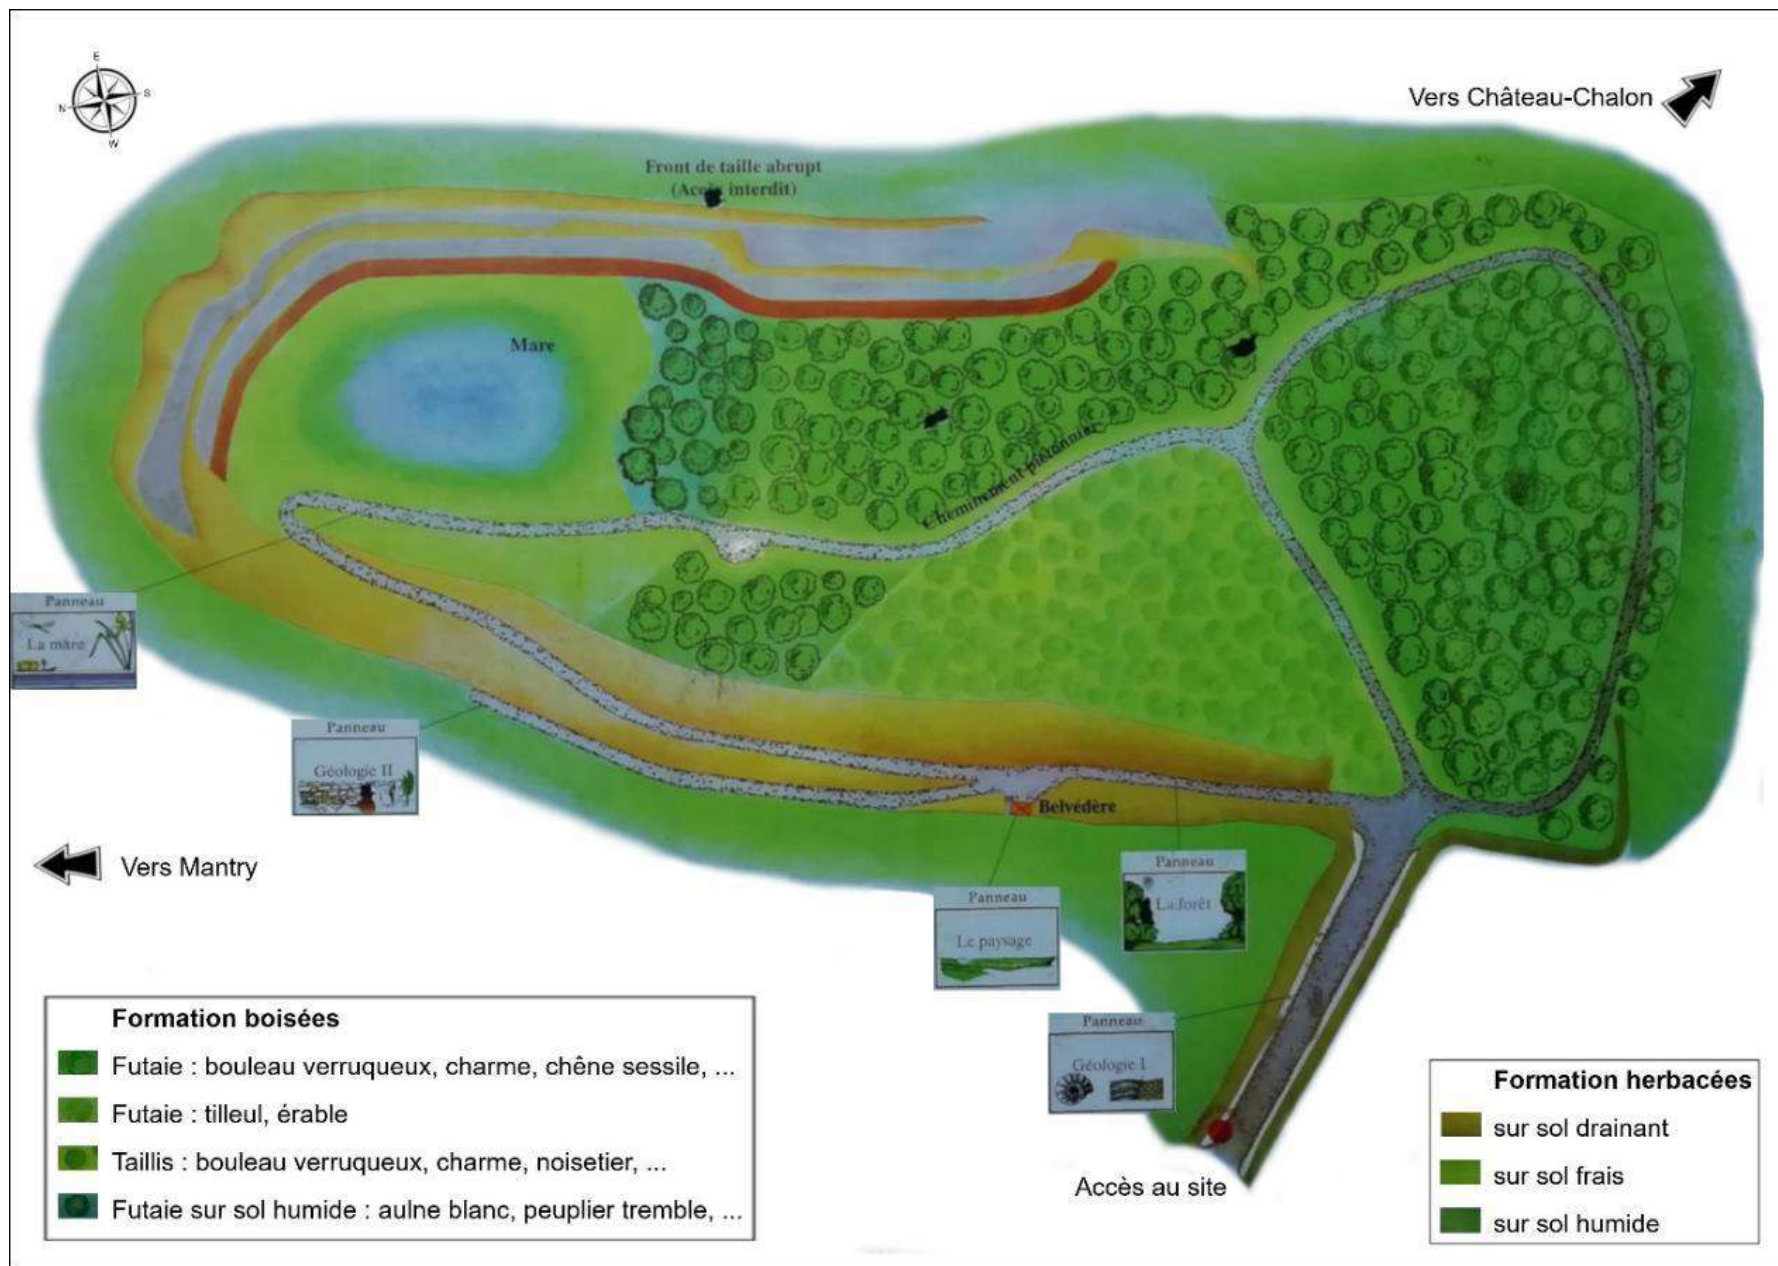 E
N
S
W
Vers Château-Chalon
Front de taille abrupt
(Accès interdit)
Mare
Cheminement piétonnier
Panneau
La mare
Panneau
Géologie II
Belvédère
Vers Mantry
Panneau
La forêt
Panneau
Le paysage
Panneau
Géologie I
Accès au site
Formation boisées
Futaie : bouleau verruqueux, charme, chêne sessile, ...
Futaie : tilleul, érable
Taillis : bouleau verruqueux, charme, noisetier, ...
Futaie sur sol humide : aulne blanc, peuplier tremble, ...
Formation herbacées
sur sol drainant
sur sol frais
sur sol humide